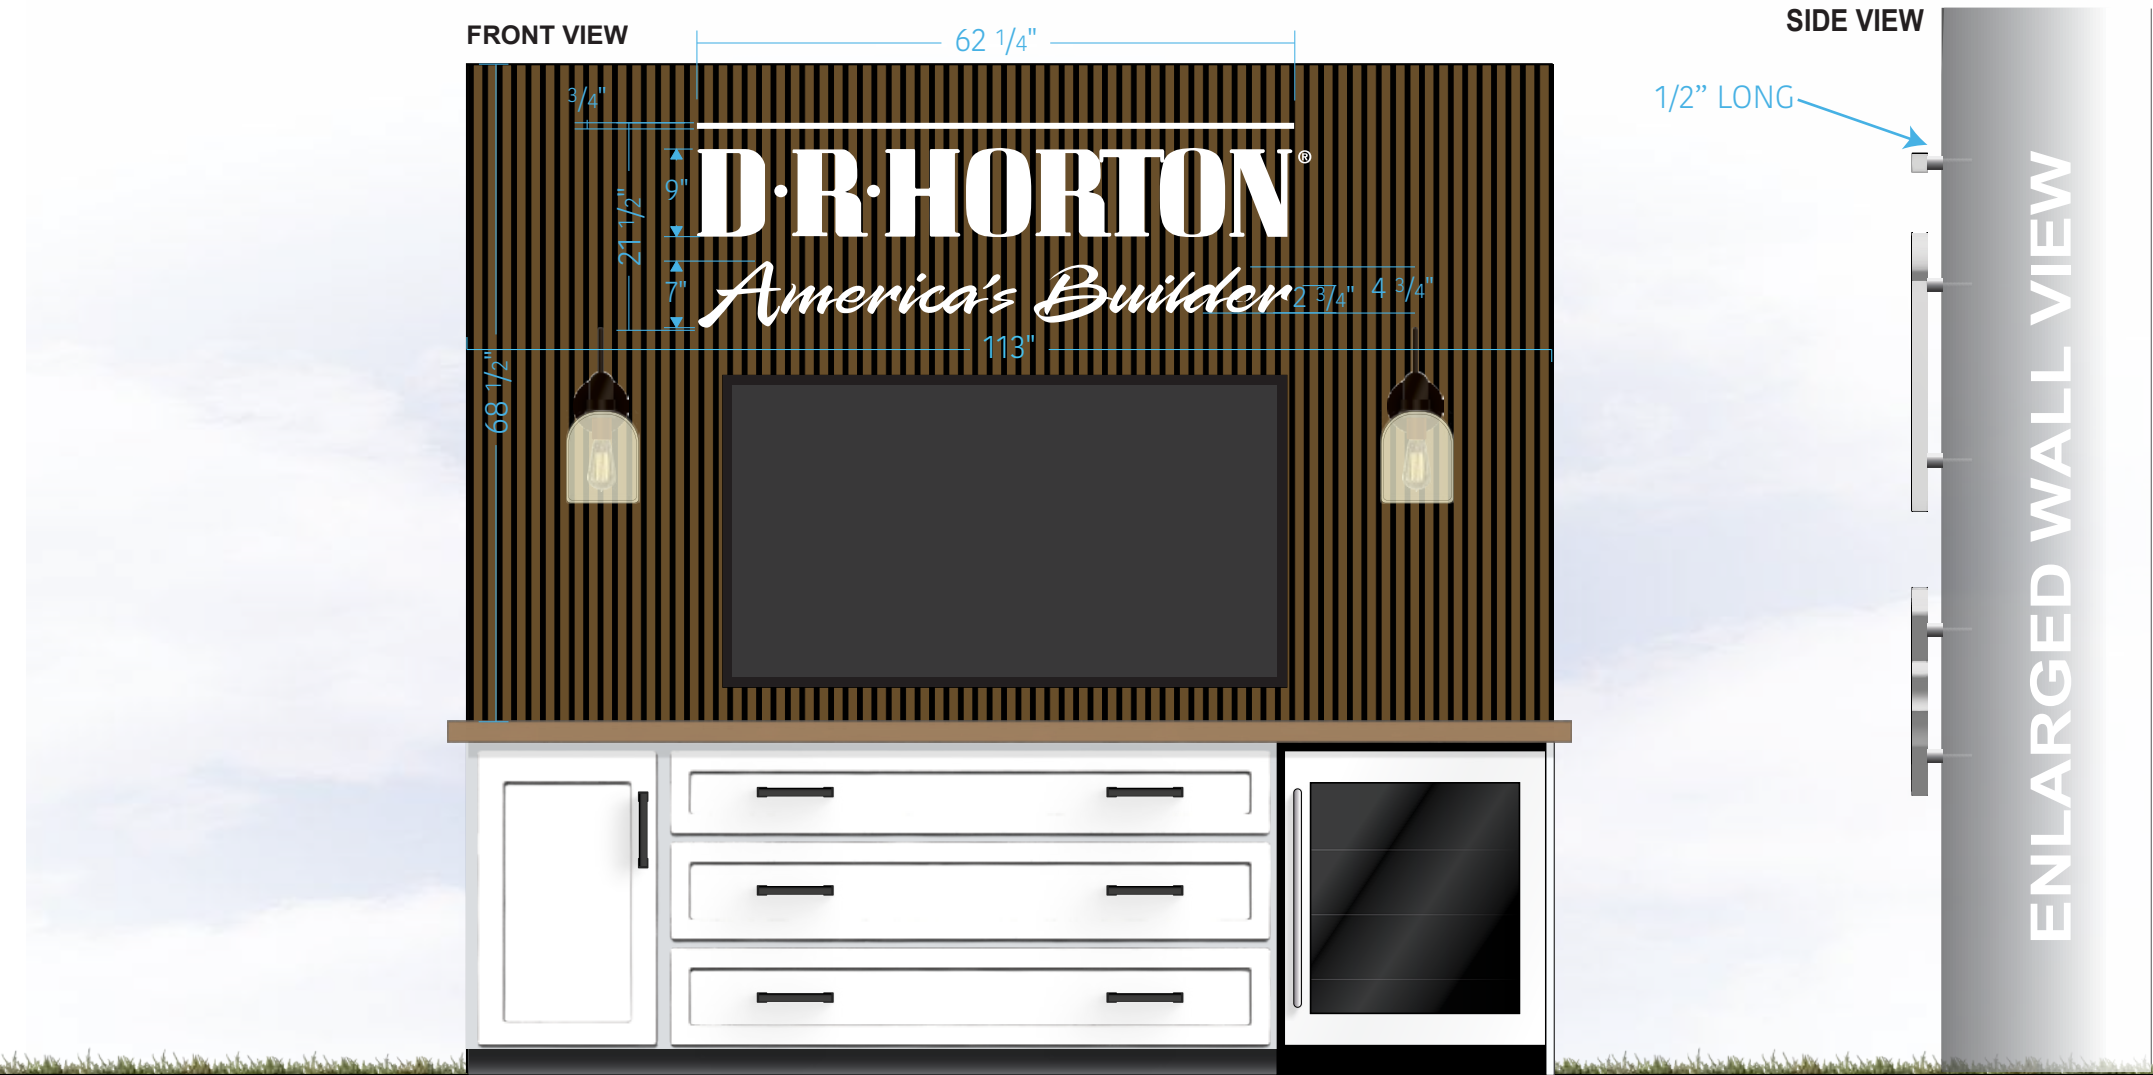 FRONT VIEW
62 1/4"
SIDE VIEW
3/4"
1/2” LONG
D·R·HORTON®
9"
21 1/2"
America's Builder
7"
2 3/4"
4 3/4"
113"
68 1/2"
ENLARGED WALL VIEW